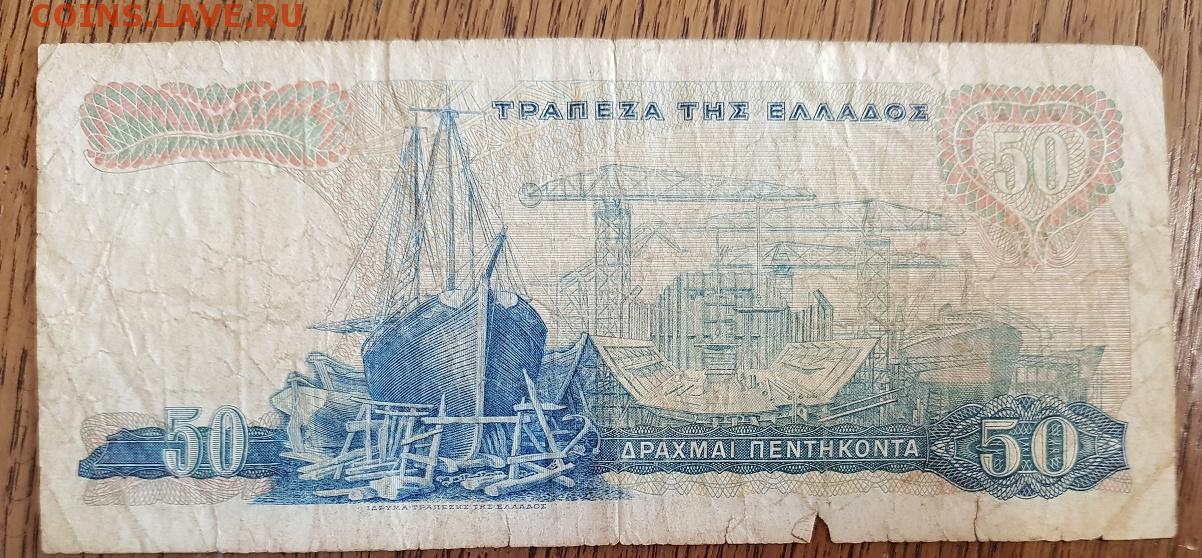 COINS.LAVE.RU
ΤΡΑΠΕΖΑ ΤΗΣ ΕΛΛΑΔΟΣ
50
50
ΔΡΑΧΜΑΙ ΠΕΝΤΗΚΟΝΤΑ
50
ΙΔΡΥΜΑ ΤΡΑΠΕΖΗΣ ΤΗΣ ΕΛΛΑΔΟΣ